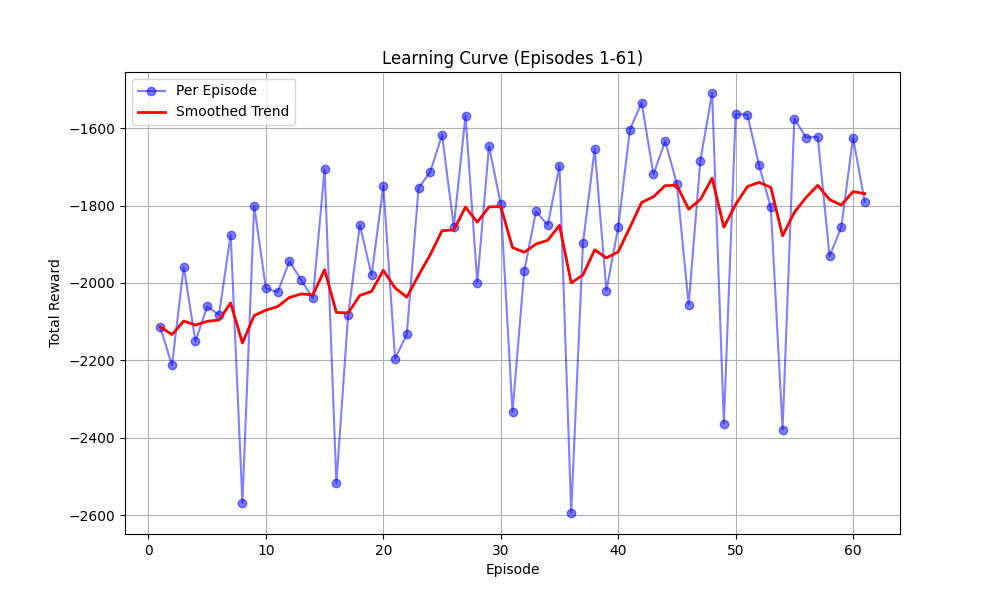 Learning Curve (Episodes 1-61)
Per Episode
Smoothed Trend
Total Reward
−1600
−1800
−2000
−2200
−2400
−2600
0 10 20 30 40 50 60
Episode